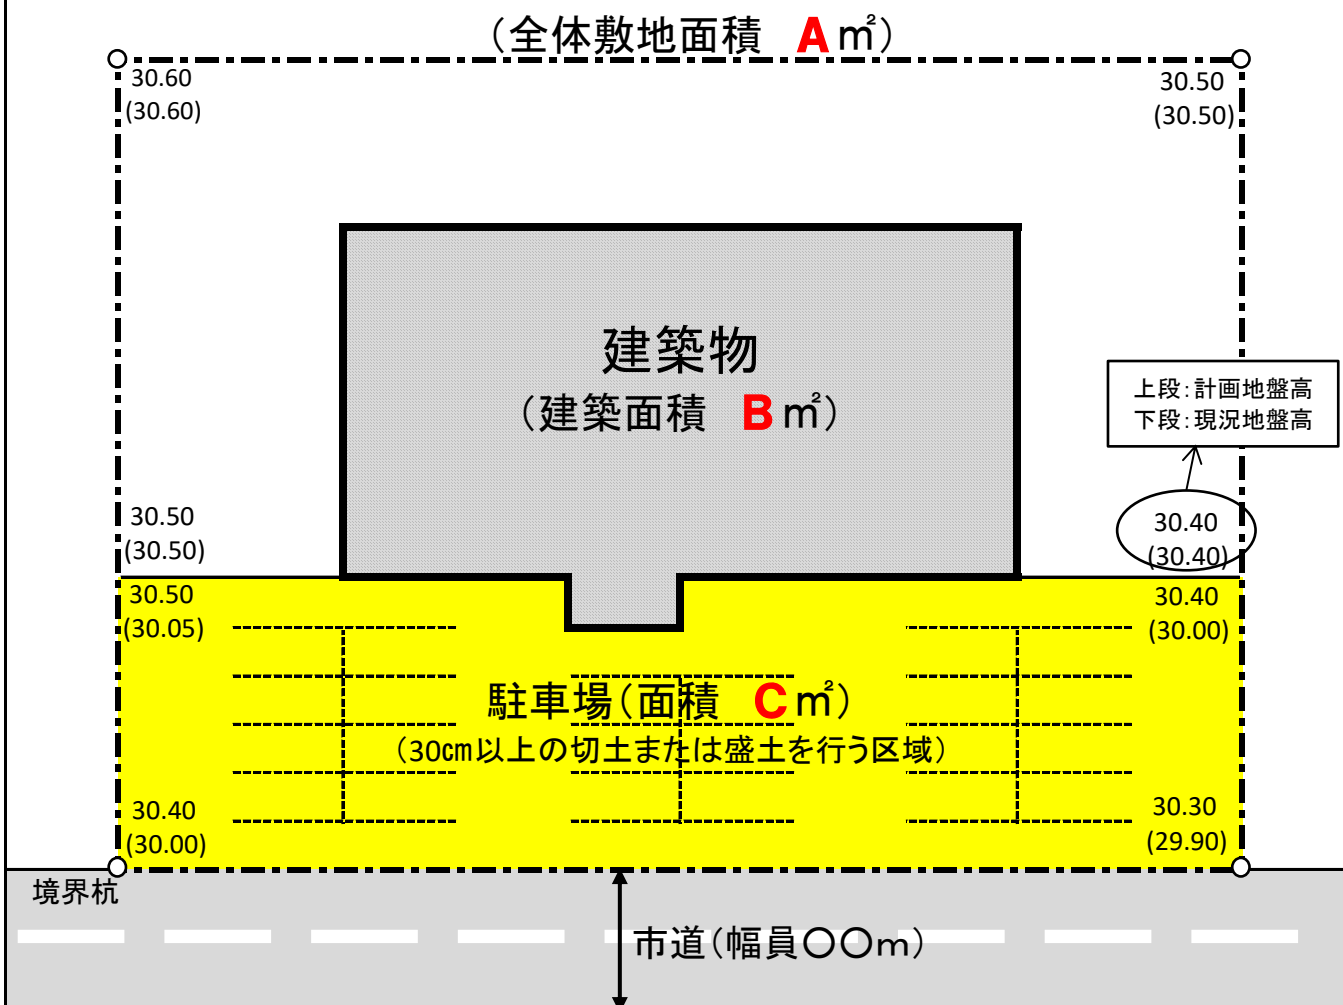 （全体敷地面積 A㎡）
30.60
(30.60)
30.50
(30.50)
建築物
（建築面積 B㎡）
上段：計画地盤高
下段：現況地盤高
30.50
(30.50)
30.40
(30.40)
30.50
(30.05)
30.40
(30.00)
駐車場（面積 C㎡）
（30㎝以上の切土または盛土を行う区域）
30.40
(30.00)
30.30
(29.90)
境界杭
市道（幅員〇〇ｍ）